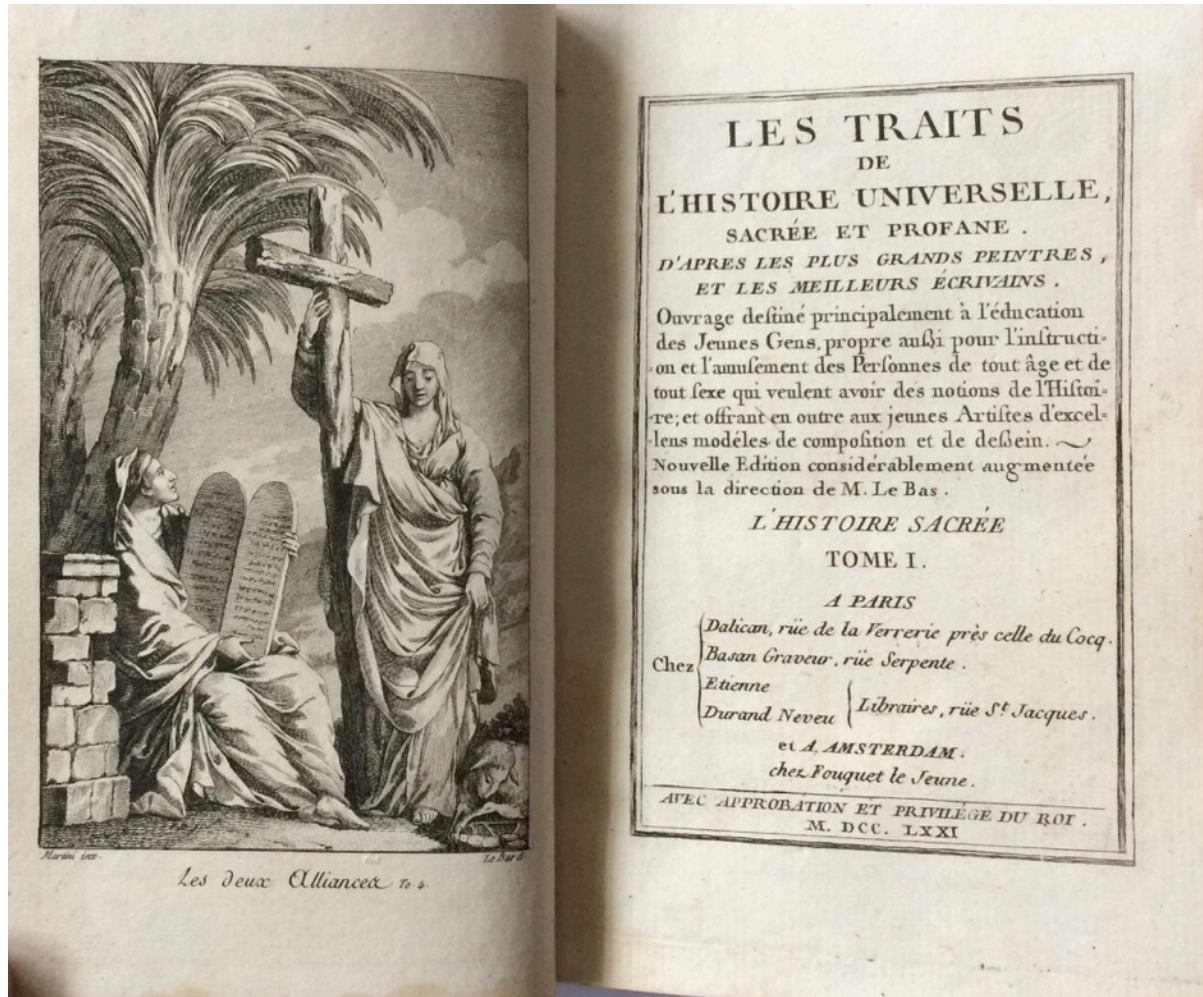 Les deux Alliances
LES TRAITS
DE
L'HISTOIRE UNIVERSELLE,
SACRÉE ET PROFANE.
D'APRES LES PLUS GRANDS PEINTRES,
ET LES MEILLEURS ÉCRIVAINS.
Ouvrage deſtiné principalement à l'éducation
des Jeunes Gens, propre auſſi pour l'inſtructi=
=on et l'amuſement des Perſonnes de tout âge et de
tout ſexe qui veulent avoir des notions de l'Hiſtoi=
=re; et offrant en outre aux jeunes Artiſtes d'excel=
=lens modéles de compoſition et de deſſein.
Nouvelle Edition considérablement augmentée
sous la direction de M. Le Bas.
L'HISTOIRE SACRÉE
TOME I.
A PARIS
Chez
Dalican, rüe de la Verrerie près celle du Cocq.
Basan Graveur, rüe Serpente.
Etienne
Durand Neveu
Libraires, rüe St. Jacques.
et A. AMSTERDAM.
chez Fouquet le Jeune.
AVEC APPROBATION ET PRIVILÉGE DU ROI.
M. DCC. LXXI